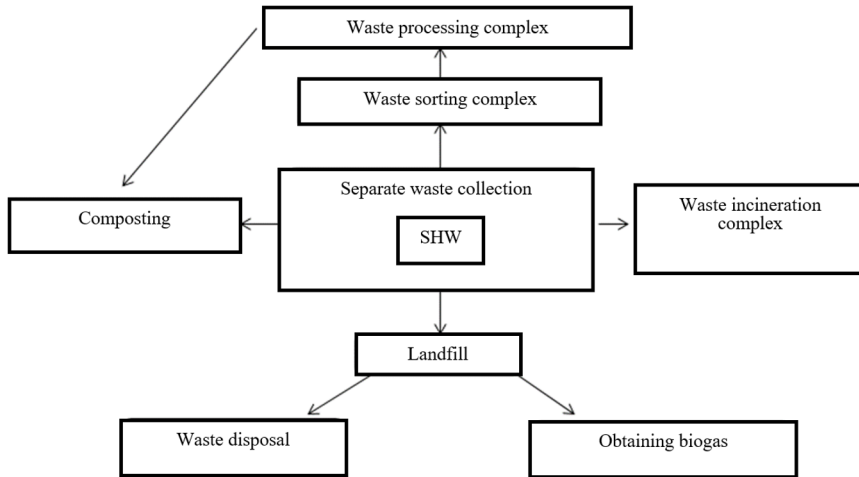 Waste processing complex
Waste sorting complex
Separate waste collection
SHW
Composting
Waste incineration
complex
Landfill
Waste disposal
Obtaining biogas